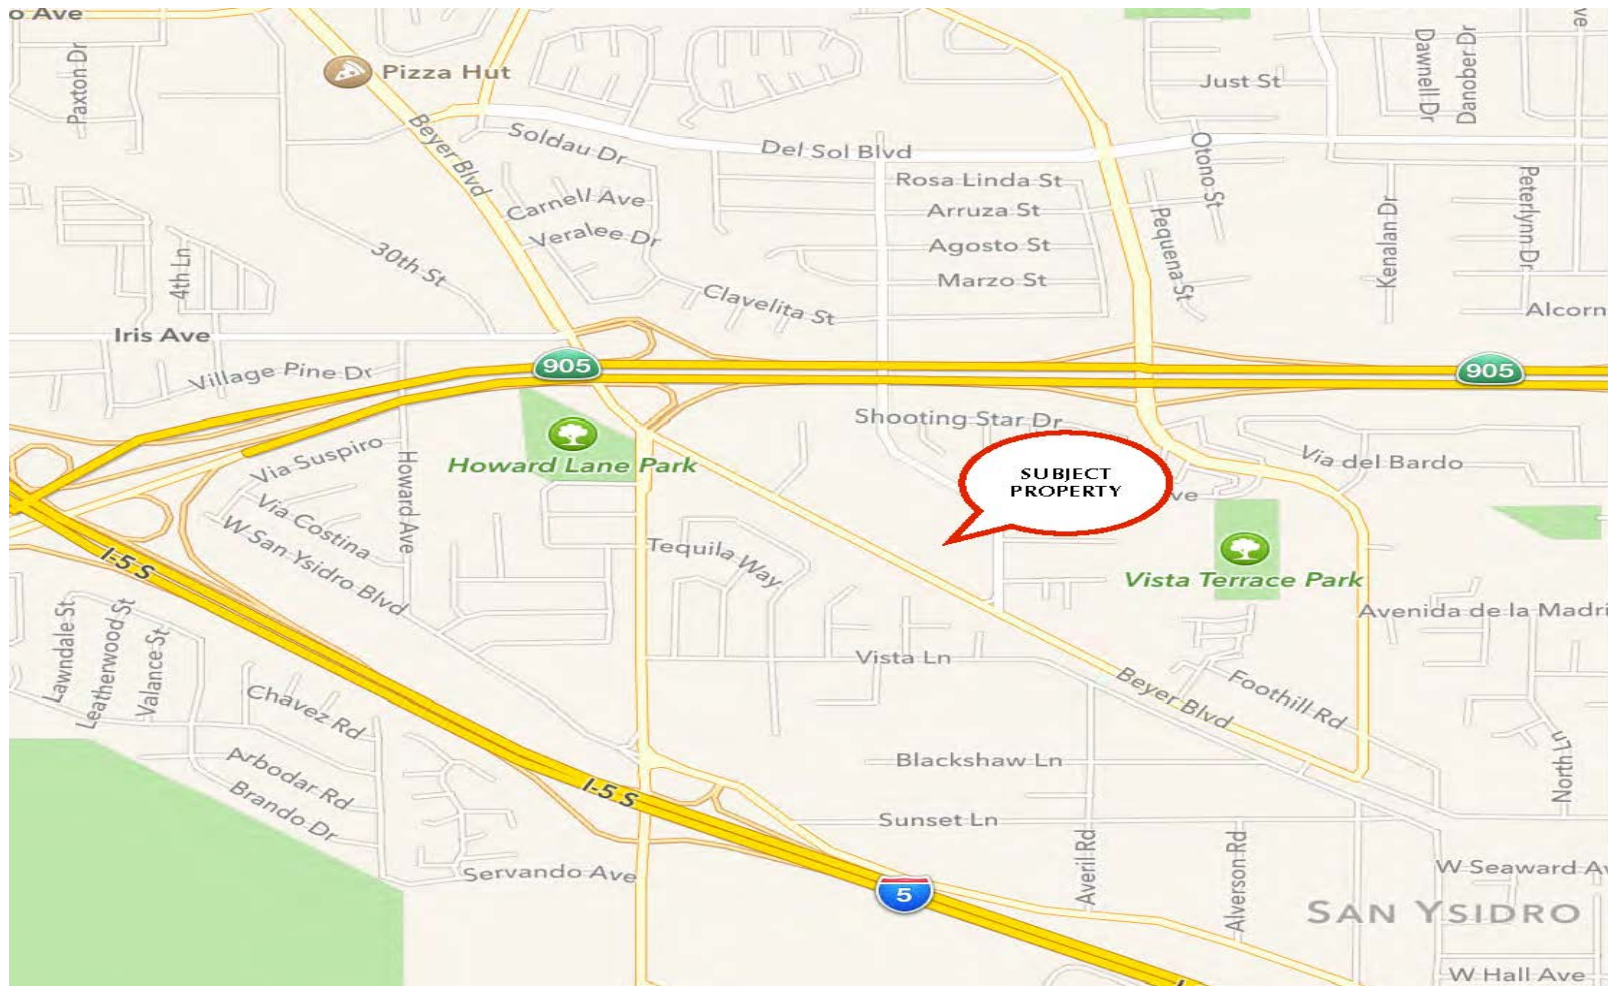 o Ave
Pizza Hut
Paxton Dr
Just St
Dawnell Dr
Danober Dr
ve
Beyer Blvd
Soldau Dr
Del Sol Blvd
Otono St
Carnell Ave
Rosa Linda St
Arruza St
Peterlynn Dr
Veralee Dr
Agosto St
Pequena St
Kenalan Dr
4th Ln
30th St
Marzo St
Clavelita St
Alcorn
Iris Ave
905
905
Village Pine Dr
Shooting Star Dr
Via Suspiro
Howard Lane Park
Via del Bardo
SUBJECT
PROPERTY
ve
Howard Ave
Via Costina
W San Ysidro Blvd
I-5 S
Tequila Way
Vista Terrace Park
Avenida de la Madri
Lawndale St
Leatherwood St
Valance St
Vista Ln
Chavez Rd
Beyer Blvd
Foothill Rd
Arbodar Rd
Blackshaw Ln
North Ln
Brando Dr
I-5 S
Sunset Ln
Servando Ave
Averil Rd
Alverson Rd
W Seaward Av
5
SAN YSIDRO
W Hall Ave